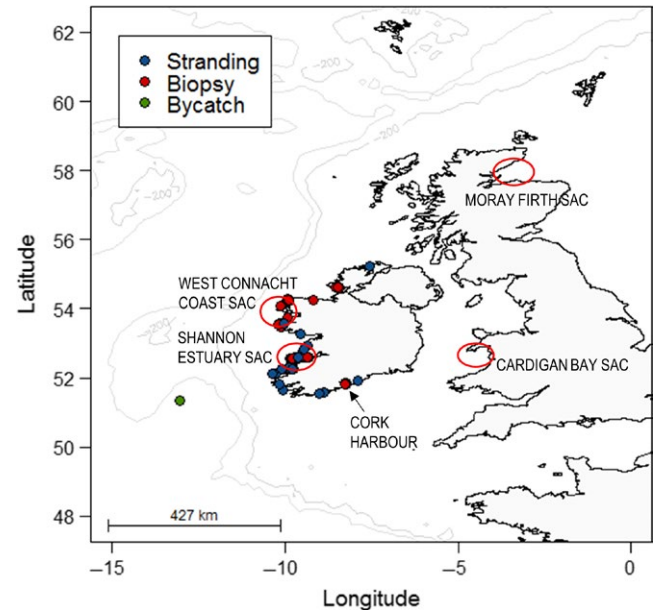 Stranding
Biopsy
Bycatch
-200
-200
-200
MORAY FIRTH SAC
WEST CONNACHT
COAST SAC
SHANNON
ESTUARY SAC
CARDIGAN BAY SAC
CORK
HARBOUR
427 km
62
60
58
56
54
52
50
48
Latitude
−15
−10
−5
0
Longitude